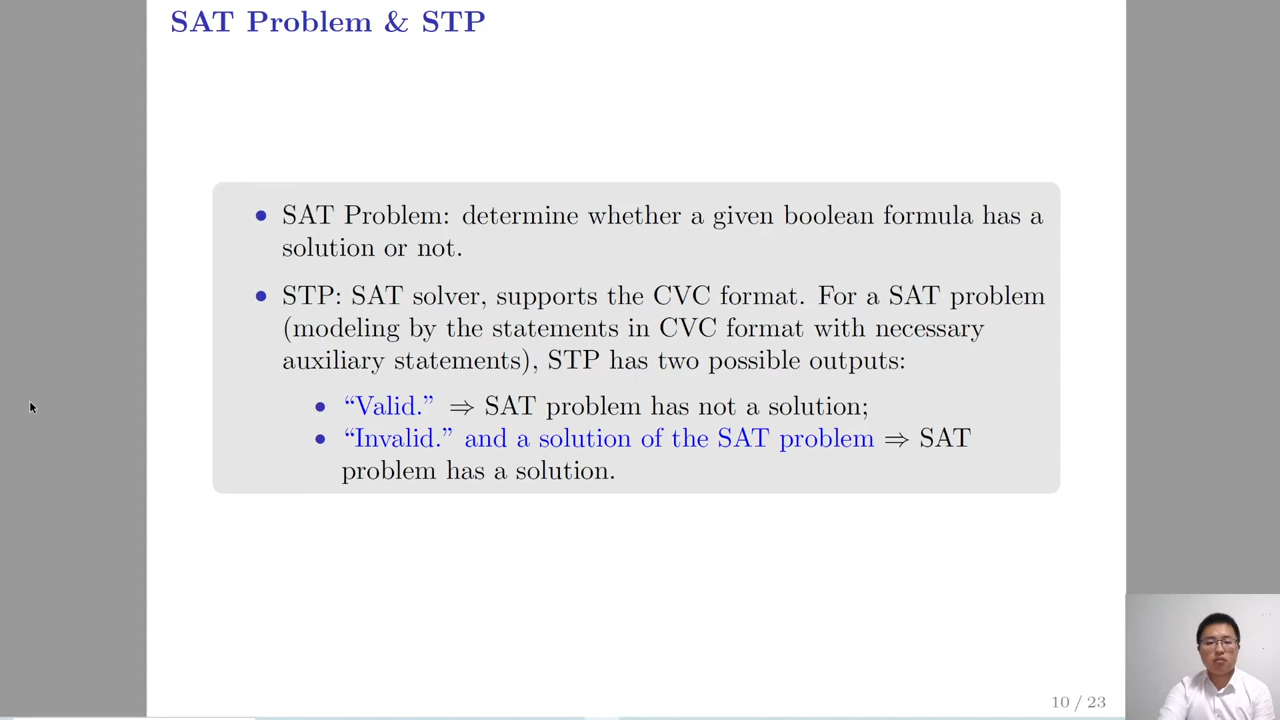 SAT Problem & STP
• SAT Problem: determine whether a given boolean formula has a
solution or not.
• STP: SAT solver, supports the CVC format. For a SAT problem
(modeling by the statements in CVC format with necessary
auxiliary statements), STP has two possible outputs:
• “Valid.” ⇒ SAT problem has not a solution;
• “Invalid.” and a solution of the SAT problem ⇒ SAT
problem has a solution.
10 / 23